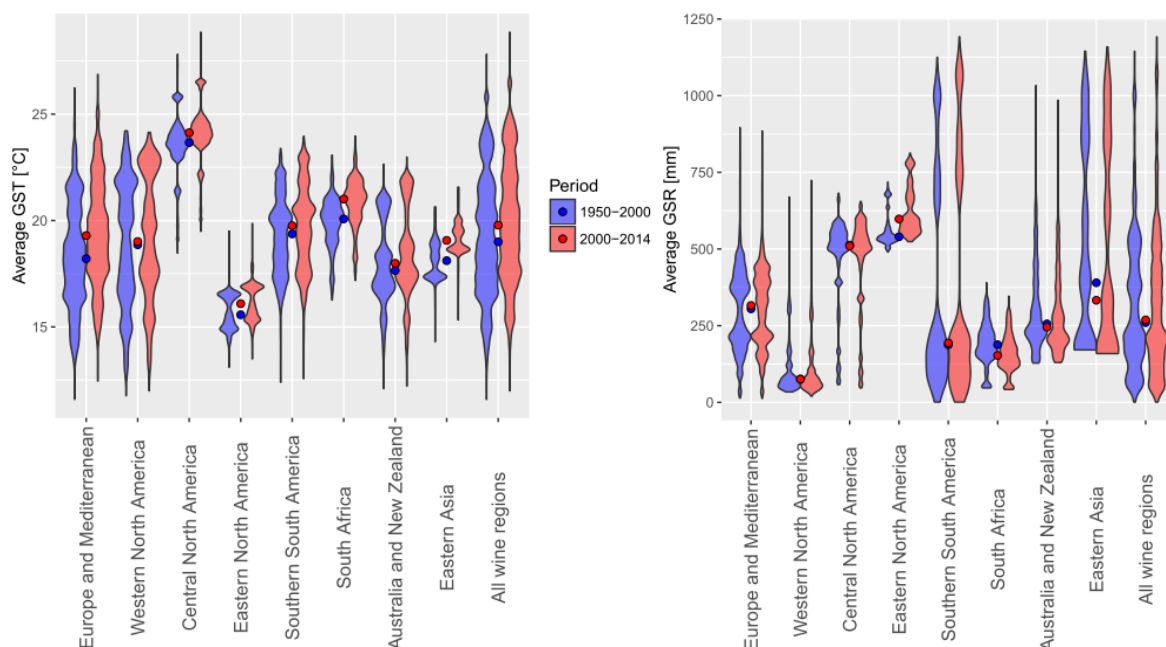 Average GST [°C]
25
20
15
Europe and Mediterranean
Western North America
Central North America
Eastern North America
Southern South America
South Africa
Australia and New Zealand
Eastern Asia
All wine regions
Period
1950−2000
2000−2014
Average GSR [mm]
1250
1000
750
500
250
0
Europe and Mediterranean
Western North America
Central North America
Eastern North America
Southern South America
South Africa
Australia and New Zealand
Eastern Asia
All wine regions